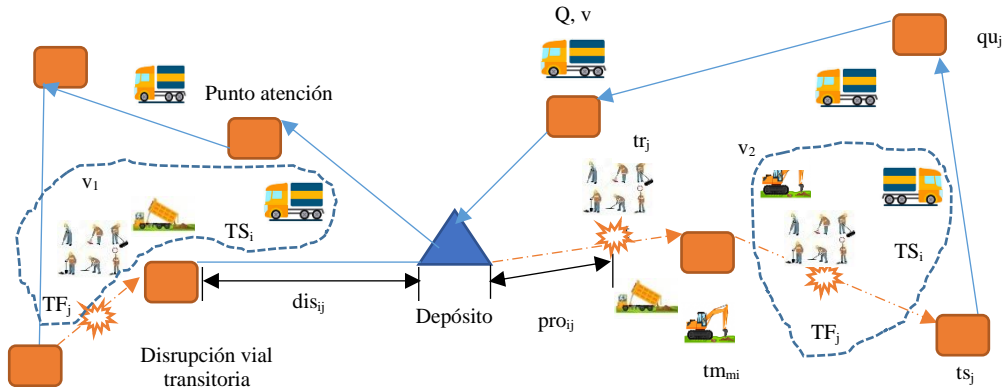 Q, v
qu_j
Punto atención
tr_j
v_1
v_2
TS_i
TS_i
TF_j
dis_ij
Depósito
pro_ij
TF_j
Disrupción vial
transitoria
tm_mi
ts_j